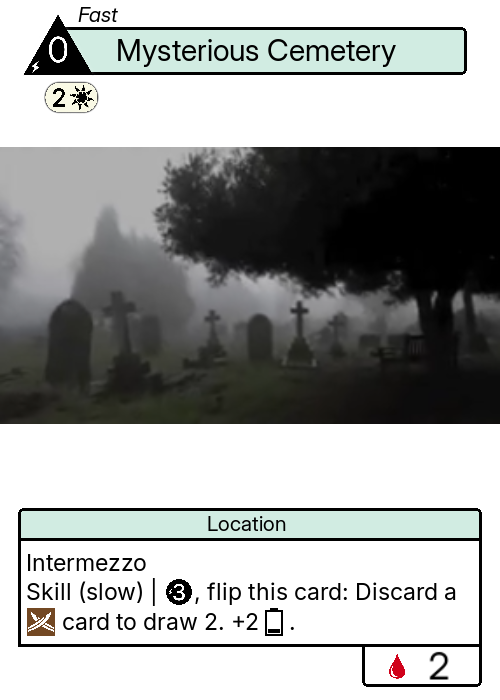 Fast
0 Mysterious Cemetery
2
Location
Intermezzo
Skill (slow) | 3, flip this card: Discard a
card to draw 2. +2 .
2